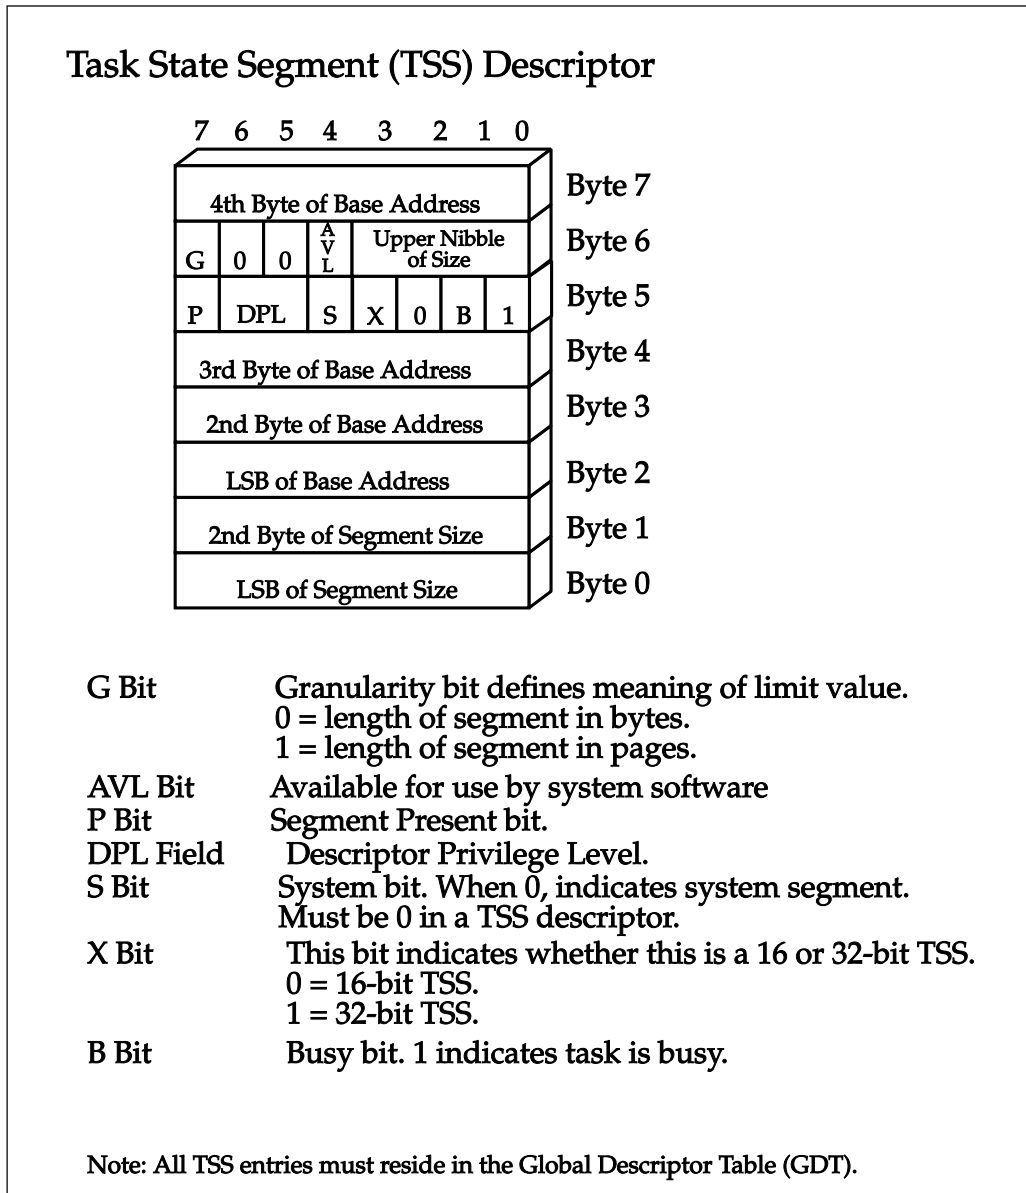 Task State Segment (TSS) Descriptor
7 6 5 4 3 2 1 0
4th Byte of Base Address Byte 7
G 0 0 AVL Upper Nibble of Size Byte 6
P DPL S X 0 B 1 Byte 5
3rd Byte of Base Address Byte 4
2nd Byte of Base Address Byte 3
LSB of Base Address Byte 2
2nd Byte of Segment Size Byte 1
LSB of Segment Size Byte 0
G Bit Granularity bit defines meaning of limit value.
0 = length of segment in bytes.
1 = length of segment in pages.
AVL Bit Available for use by system software
P Bit Segment Present bit.
DPL Field Descriptor Privilege Level.
S Bit System bit. When 0, indicates system segment.
Must be 0 in a TSS descriptor.
X Bit This bit indicates whether this is a 16 or 32-bit TSS.
0 = 16-bit TSS.
1 = 32-bit TSS.
B Bit Busy bit. 1 indicates task is busy.
Note: All TSS entries must reside in the Global Descriptor Table (GDT).